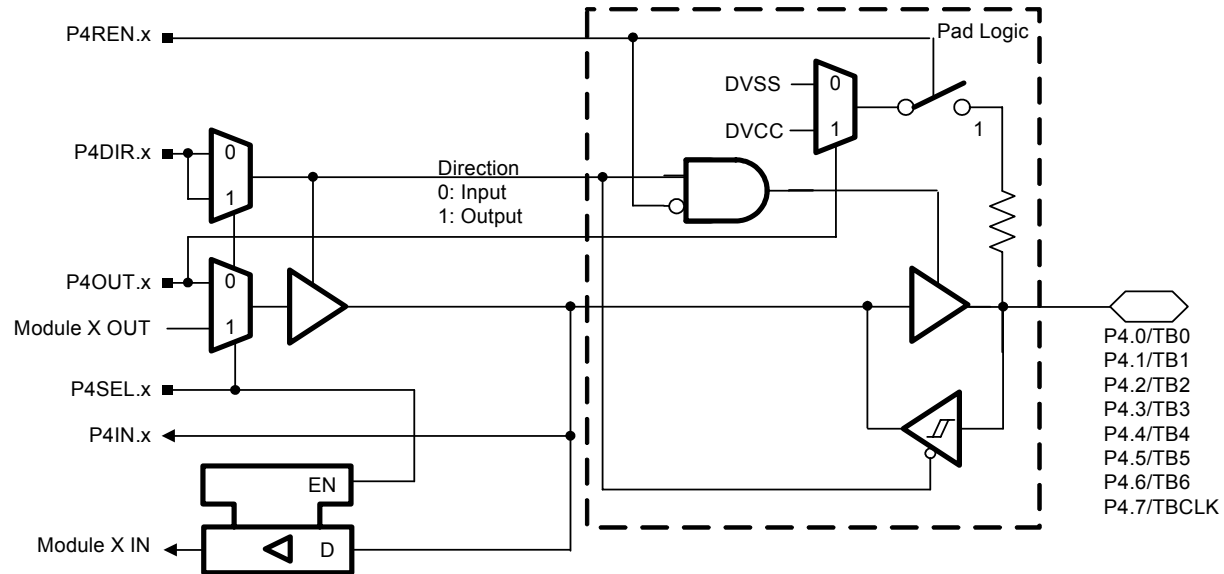 P4REN.x
Pad Logic
DVSS
0
DVCC
1
1
P4DIR.x
0
1
Direction
0: Input
1: Output
P4OUT.x
0
Module X OUT
1
P4SEL.x
P4IN.x
EN
Module X IN
D
P4.0/TB0
P4.1/TB1
P4.2/TB2
P4.3/TB3
P4.4/TB4
P4.5/TB5
P4.6/TB6
P4.7/TBCLK